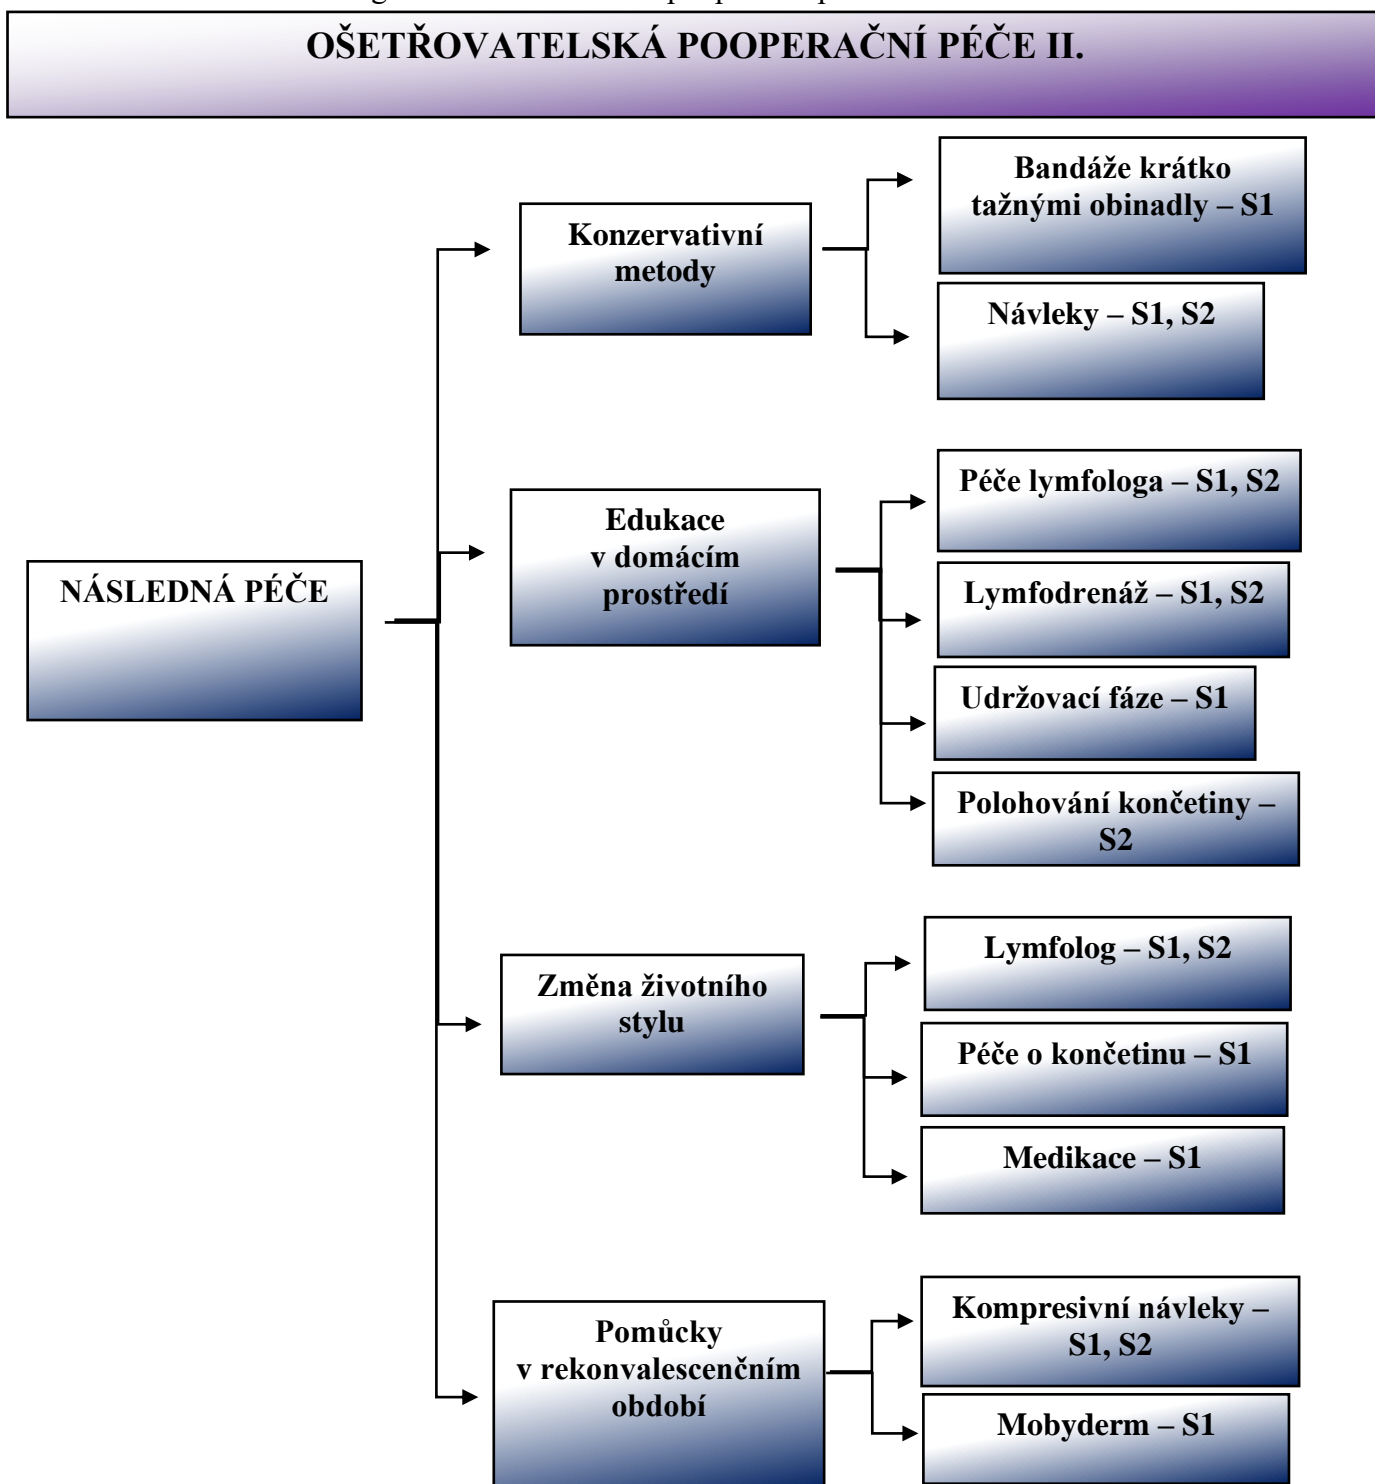 OŠETŘOVATELSKÁ POOPERAČNÍ PÉČE II.
NÁSLEDNÁ PÉČE
Konzervativní
metody
Bandáže krátko
tažnými obinadly – S1
Návleky – S1, S2
Edukace
v domácím
prostředí
Péče lymfologa – S1, S2
Lymfodrenáž – S1, S2
Udržovací fáze – S1
Polohování končetiny –
S2
Změna životního
stylu
Lymfolog – S1, S2
Péče o končetinu – S1
Medikace – S1
Pomůcky
v rekonvalescenčním
období
Kompresivní návleky –
S1, S2
Mobyderm – S1